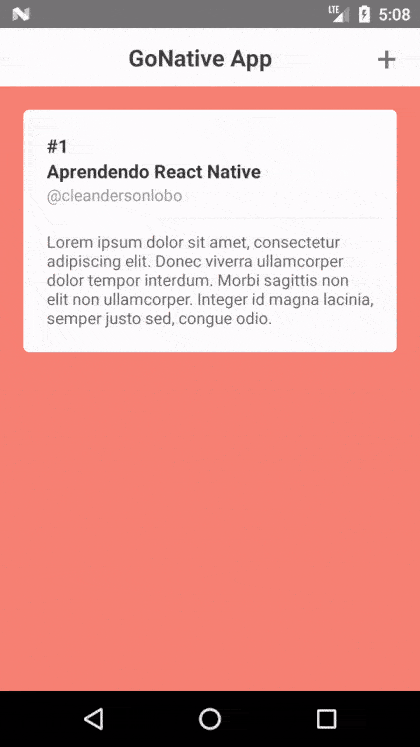 LTE 5:08
GoNative App +
#1
Aprendendo React Native
@cleandersonlobo
Lorem ipsum dolor sit amet, consectetur
adipiscing elit. Donec viverra ullamcorper
dolor tempor interdum. Morbi sagittis non
elit non ullamcorper. Integer id magna lacinia,
semper justo sed, congue odio.